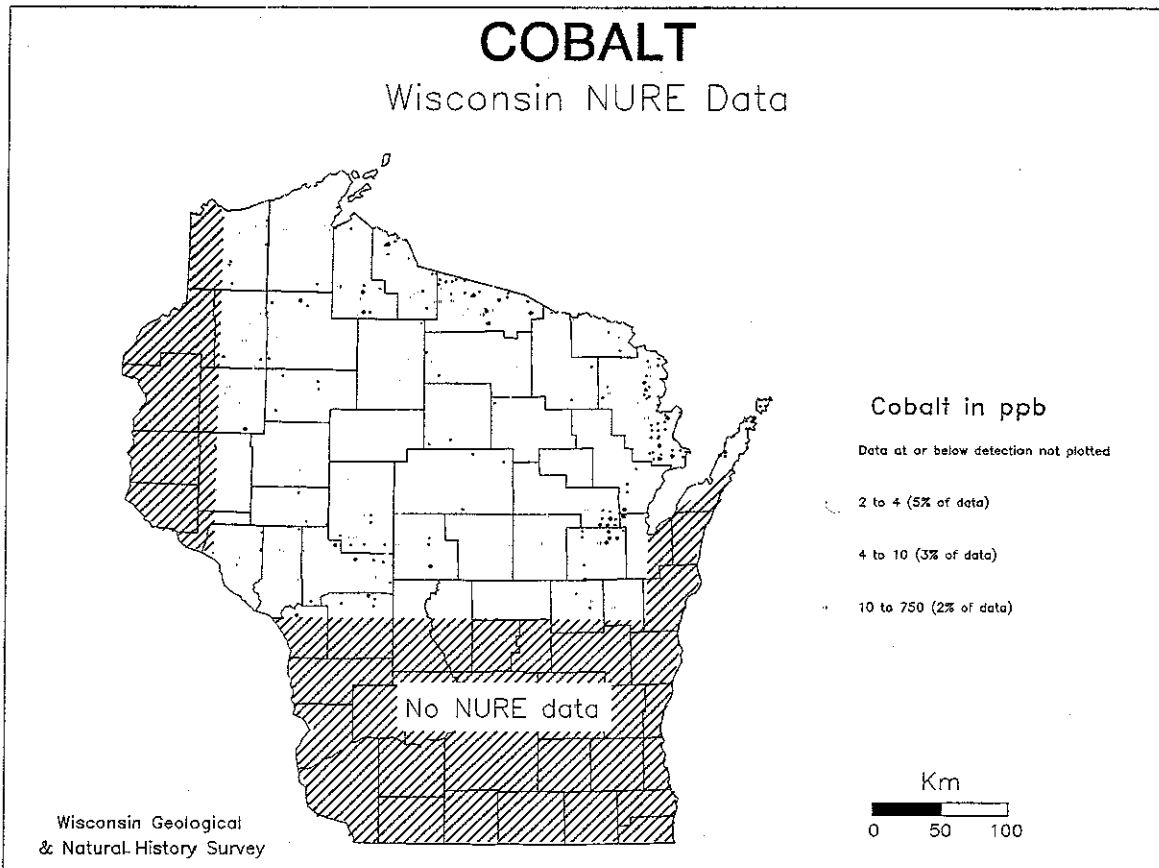 COBALT
Wisconsin NURE Data
Cobalt in ppb
Data at or below detection not plotted
2 to 4 (5% of data)
4 to 10 (3% of data)
10 to 750 (2% of data)
No NURE data
Km
0 50 100
Wisconsin Geological
& Natural History Survey